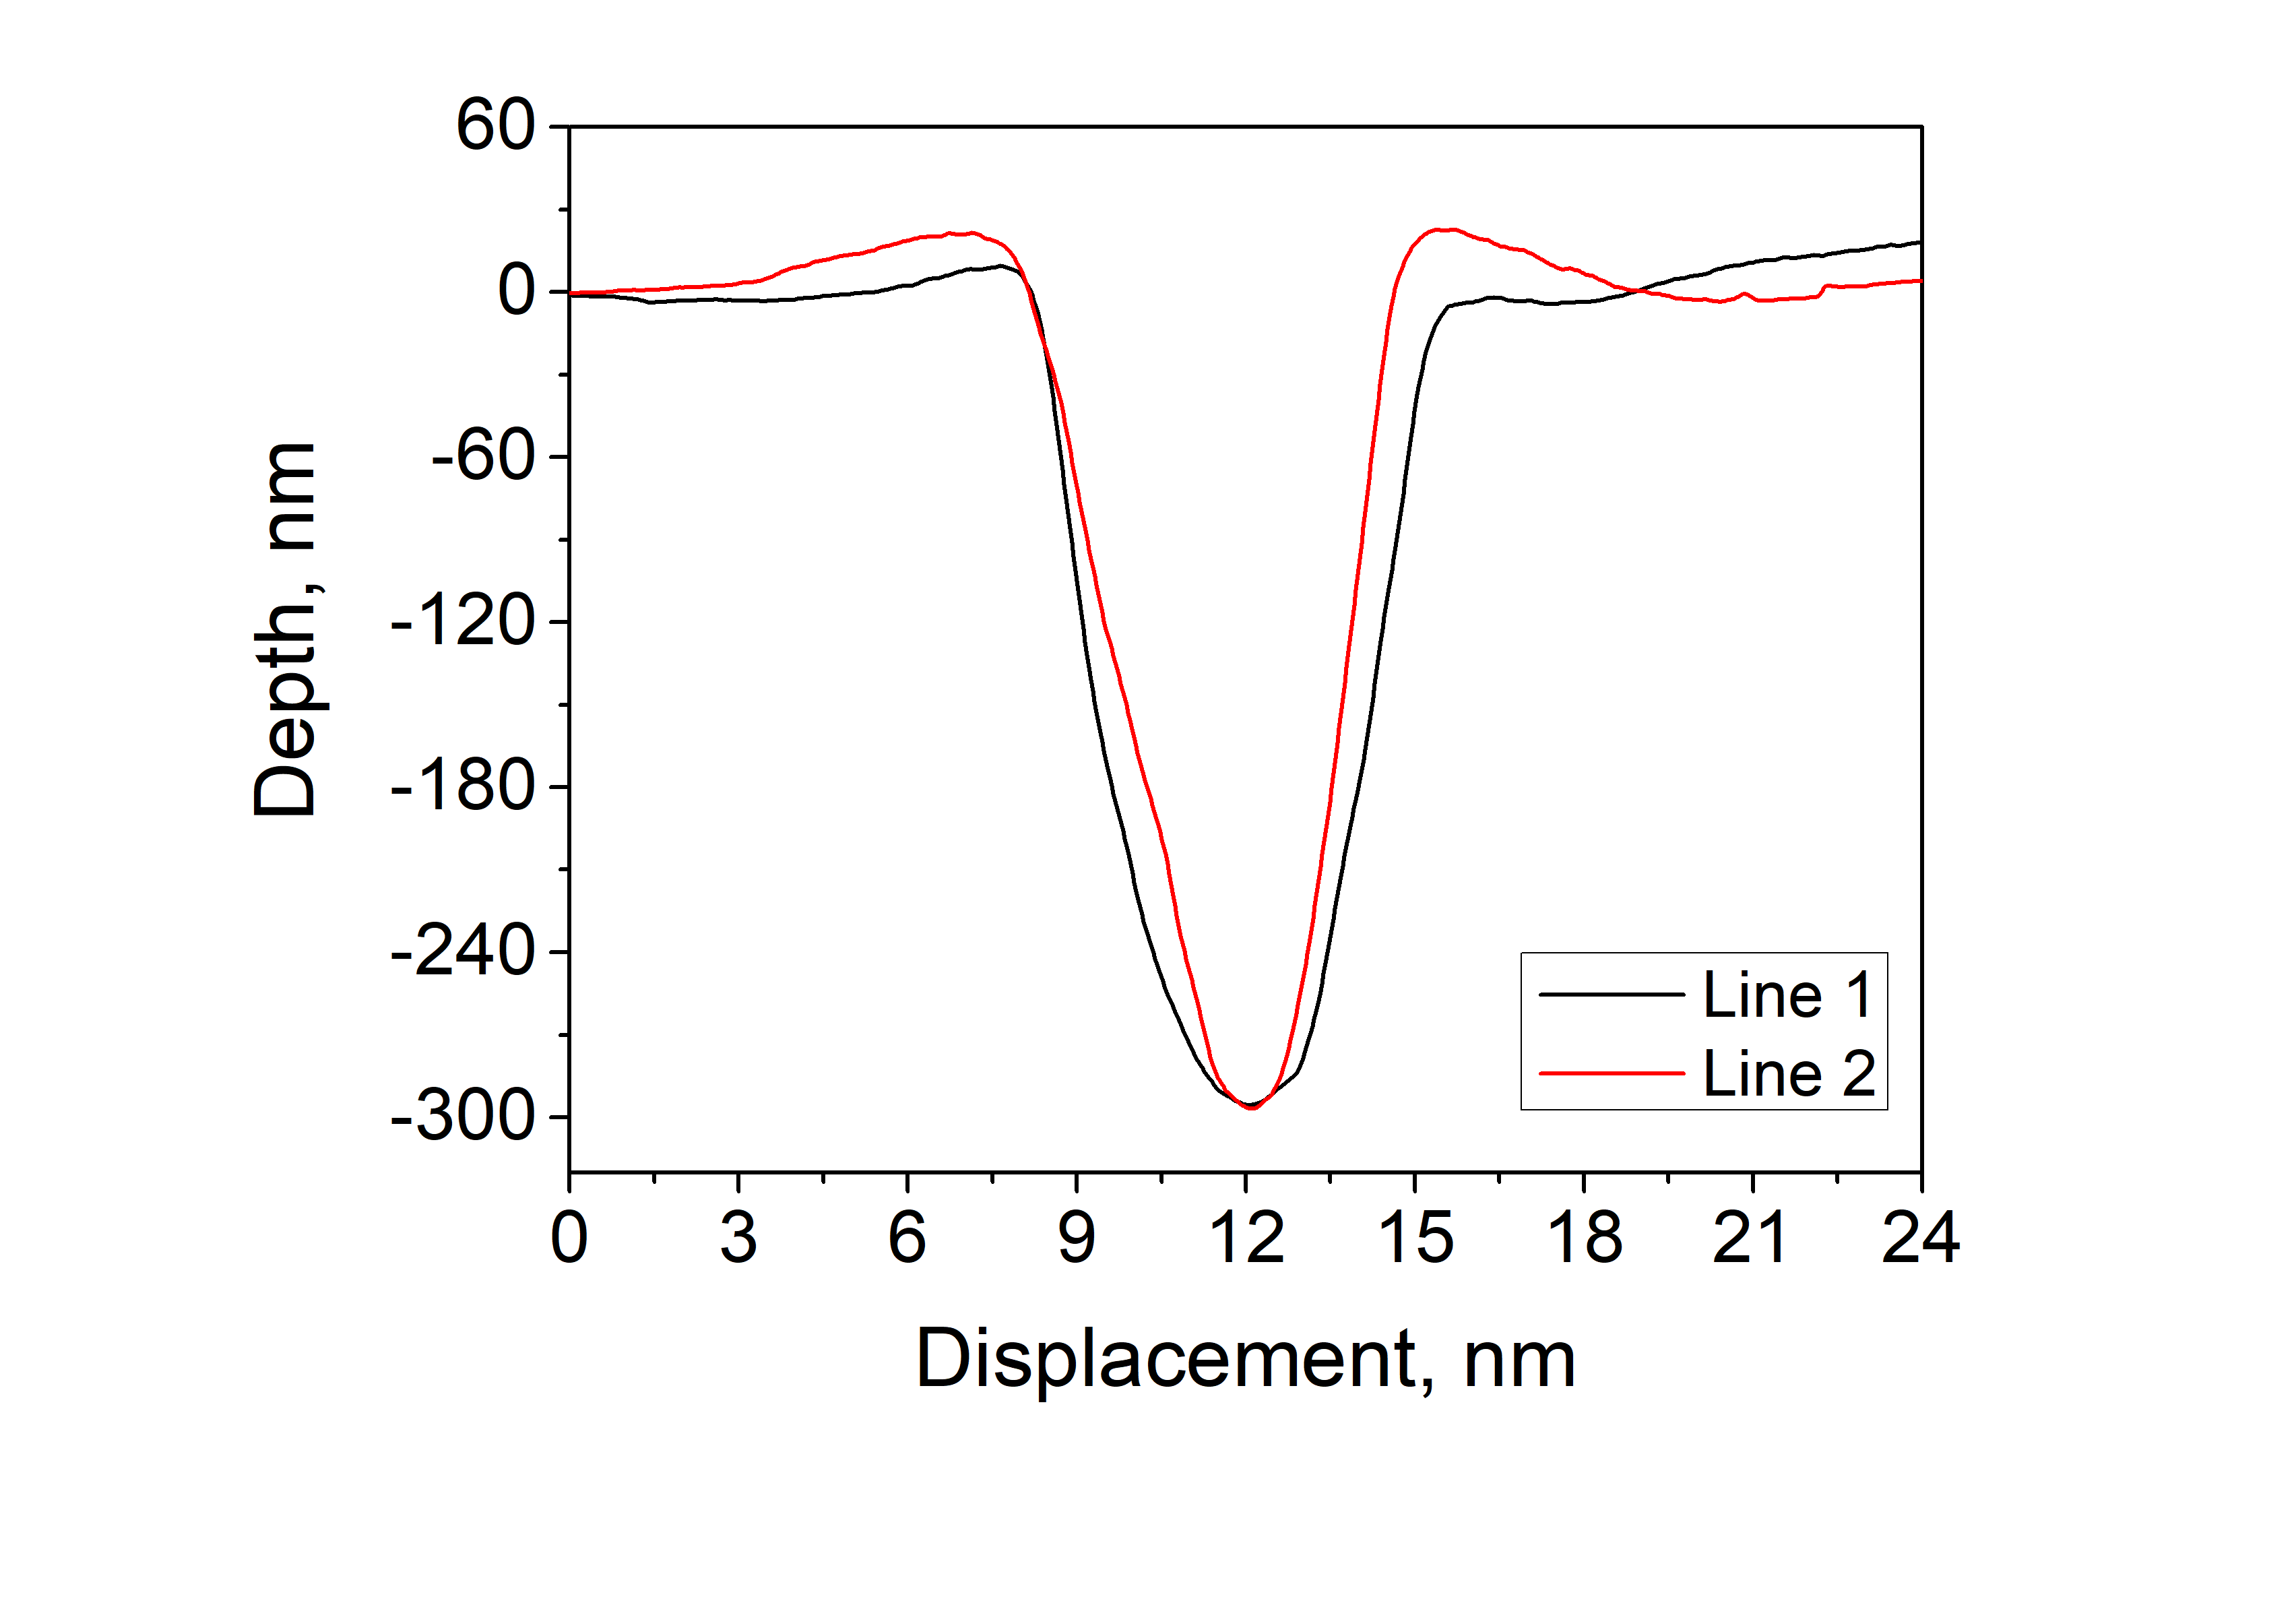 60
0
-60
-120
-180
-240
-300
Depth, nm
Line 1
Line 2
0 3 6 9 12 15 18 21 24
Displacement, nm